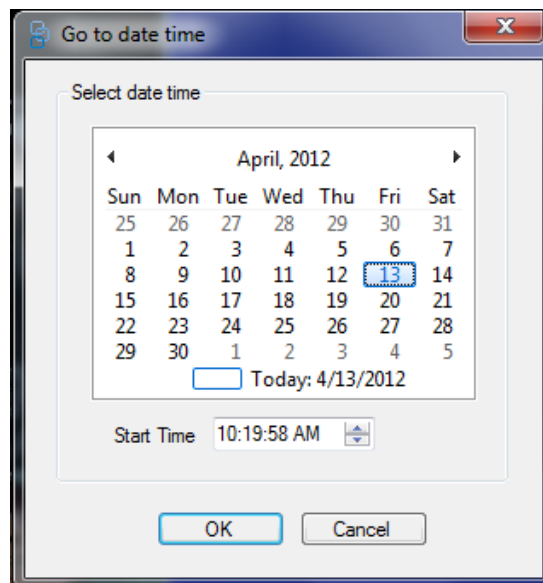 Go to date time
Select date time
April, 2012
Sun Mon Tue Wed Thu Fri Sat
25 26 27 28 29 30 31
1 2 3 4 5 6 7
8 9 10 11 12 13 14
15 16 17 18 19 20 21
22 23 24 25 26 27 28
29 30 1 2 3 4 5
Today: 4/13/2012
Start Time 10:19:58 AM
OK Cancel